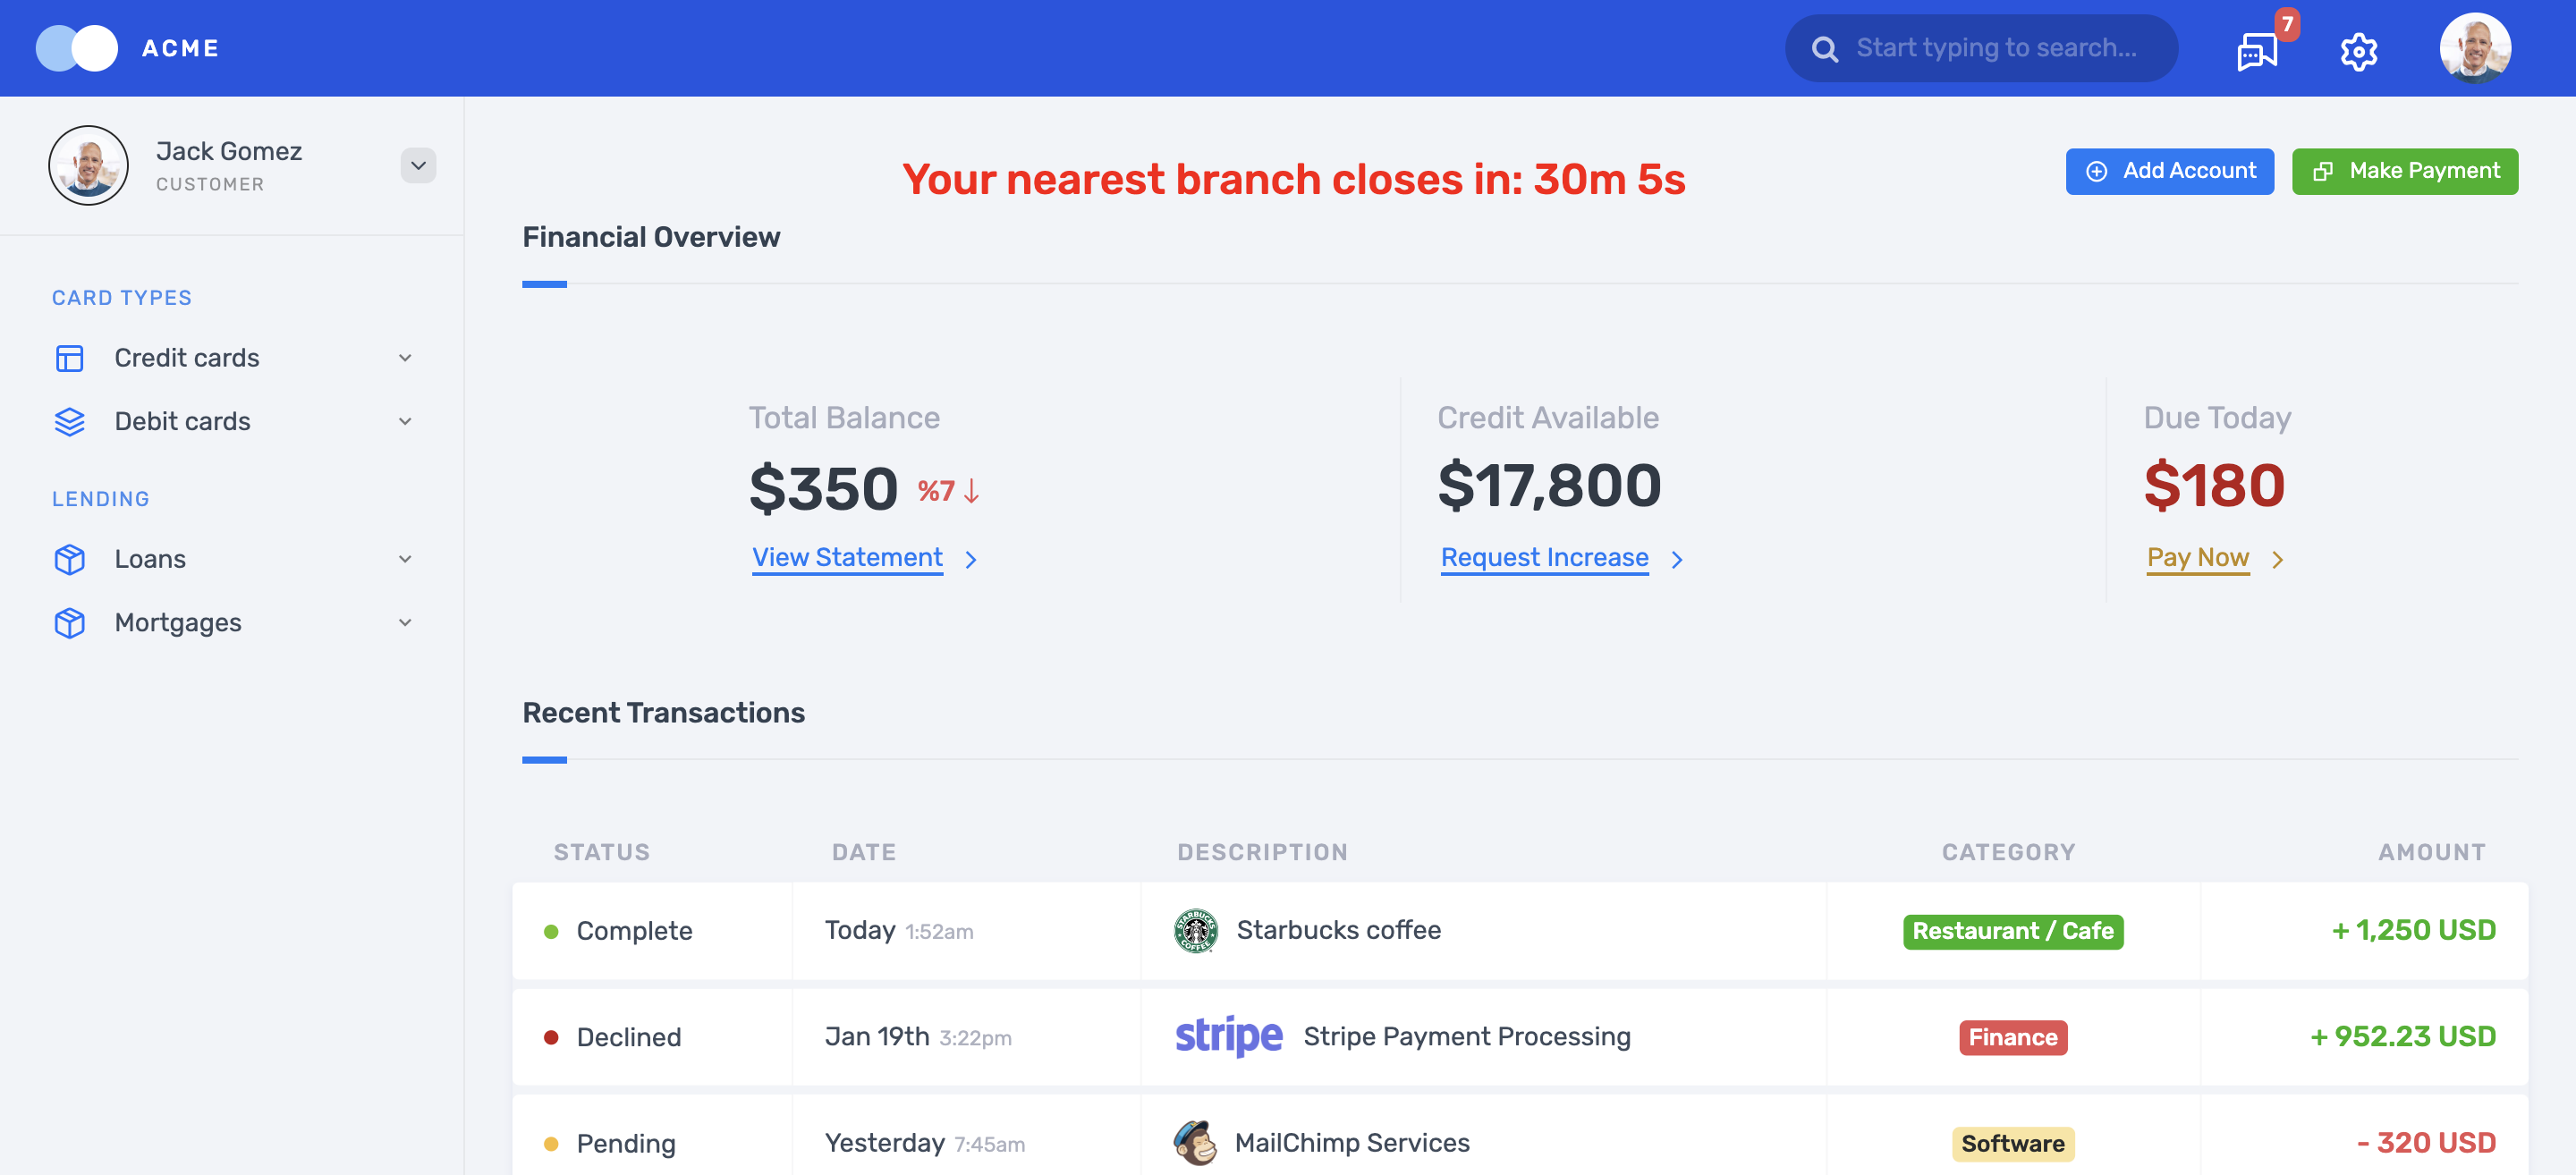 ACME
Start typing to search...
7
Jack Gomez
CUSTOMER
Your nearest branch closes in: 30m 5s
Add Account
Make Payment
Financial Overview
CARD TYPES
Credit cards
Debit cards
LENDING
Loans
Mortgages
Total Balance
$350 %7
View Statement
Credit Available
$17,800
Request Increase
Due Today
$180
Pay Now
Recent Transactions
STATUS DATE DESCRIPTION CATEGORY AMOUNT
Complete Today 1:52am STARBUCKS COFFEE Starbucks coffee Restaurant / Cafe + 1,250 USD
Declined Jan 19th 3:22pm stripe Stripe Payment Processing Finance + 952.23 USD
Pending Yesterday 7:45am MailChimp Services Software - 320 USD